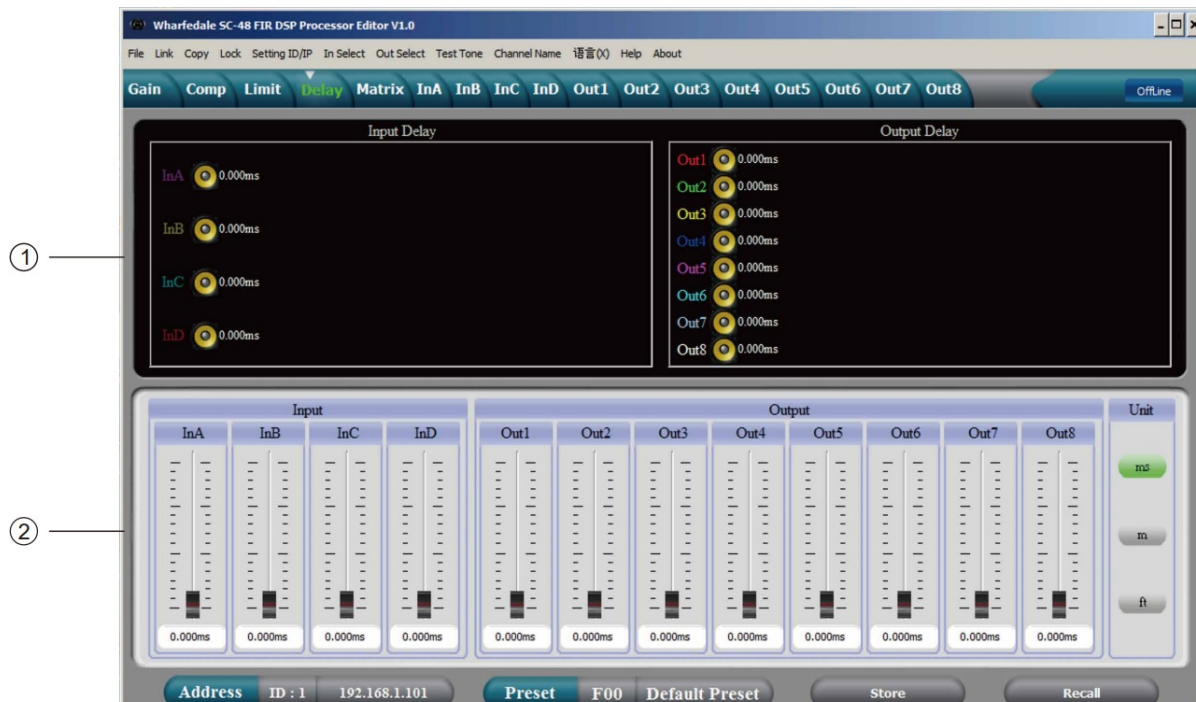 Wharfedale SC-48 FIR DSP Processor Editor V1.0
File Link Copy Lock Setting ID/IP In Select Out Select Test Tone Channel Name 语言(X) Help About
Gain Comp Limit Delay Matrix InA InB InC InD Out1 Out2 Out3 Out4 Out5 Out6 Out7 Out8 OffLine
Input Delay Output Delay
InA 0.000ms
InB 0.000ms
InC 0.000ms
InD 0.000ms
Out1 0.000ms
Out2 0.000ms
Out3 0.000ms
Out4 0.000ms
Out5 0.000ms
Out6 0.000ms
Out7 0.000ms
Out8 0.000ms
1
Input Output Unit
InA InB InC InD Out1 Out2 Out3 Out4 Out5 Out6 Out7 Out8
ms
m
ft
2
0.000ms 0.000ms 0.000ms 0.000ms 0.000ms 0.000ms 0.000ms 0.000ms 0.000ms 0.000ms 0.000ms 0.000ms
Address ID : 1 192.168.1.101 Preset F00 Default Preset Store Recall